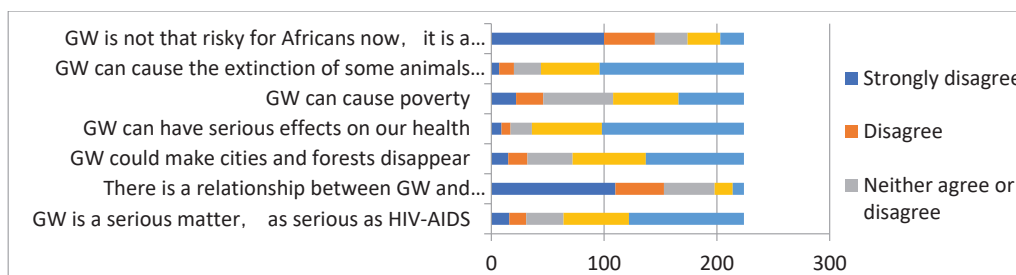 GW is not that risky for Africans now, it is a...
GW can cause the extinction of some animals...
GW can cause poverty
GW can have serious effects on our health
GW could make cities and forests disappear
There is a relationship between GW and...
GW is a serious matter, as serious as HIV-AIDS
0 100 200 300
Strongly disagree
Disagree
Neither agree or
disagree